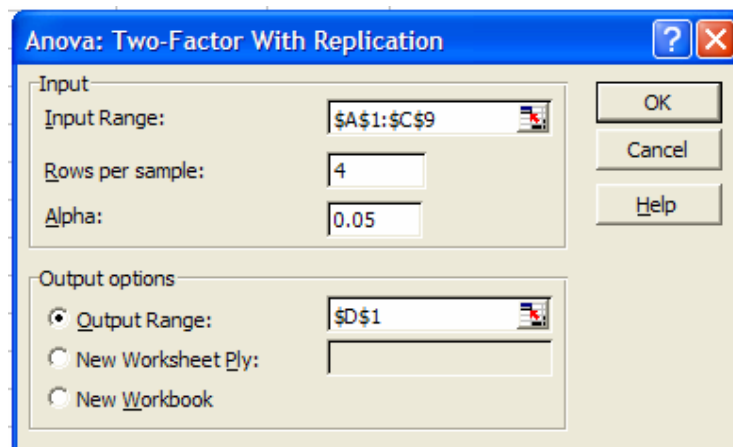 Anova: Two-Factor With Replication
Input
Input Range: $A$1:$C$9
Rows per sample: 4
Alpha: 0.05
OK
Cancel
Help
Output options
Output Range: $D$1
New Worksheet Ply:
New Workbook